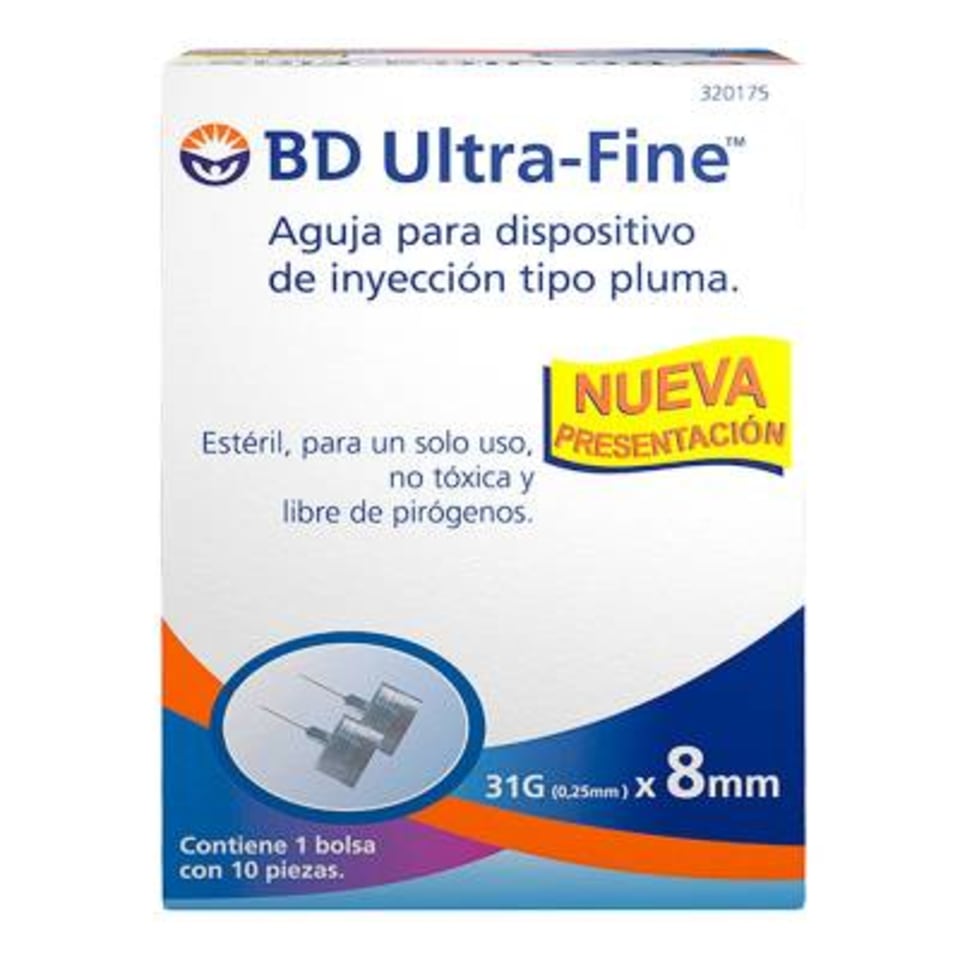 320175
BD Ultra-Fine™
Aguja para dispositivo
de inyección tipo pluma.
NUEVA
PRESENTACIÓN
Estéril, para un solo uso,
no tóxica y
libre de pirógenos.
31G (0,25mm) x 8mm
Contiene 1 bolsa
con 10 piezas.